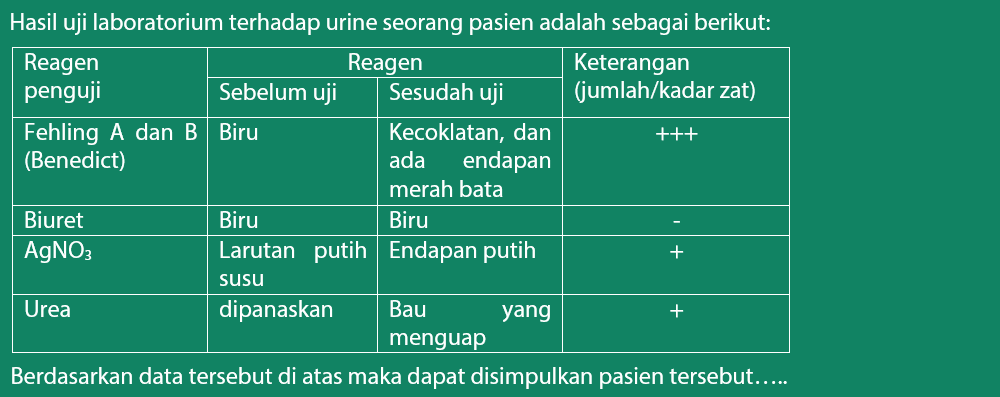 Hasil uji laboratorium terhadap urine seorang pasien adalah sebagai berikut:
Reagen penguji
Reagen
Keterangan (jumlah/kadar zat)
Sebelum uji
Sesudah uji
Fehling A dan B
(Benedict)
Biru
Kecoklatan, dan
ada endapan
merah bata
+++
Biuret
Biru
Biru
-
AgNO₃
Larutan putih
susu
Endapan putih
+
Urea
dipanaskan
Bau yang
menguap
+
Berdasarkan data tersebut di atas maka dapat disimpulkan pasien tersebut.....